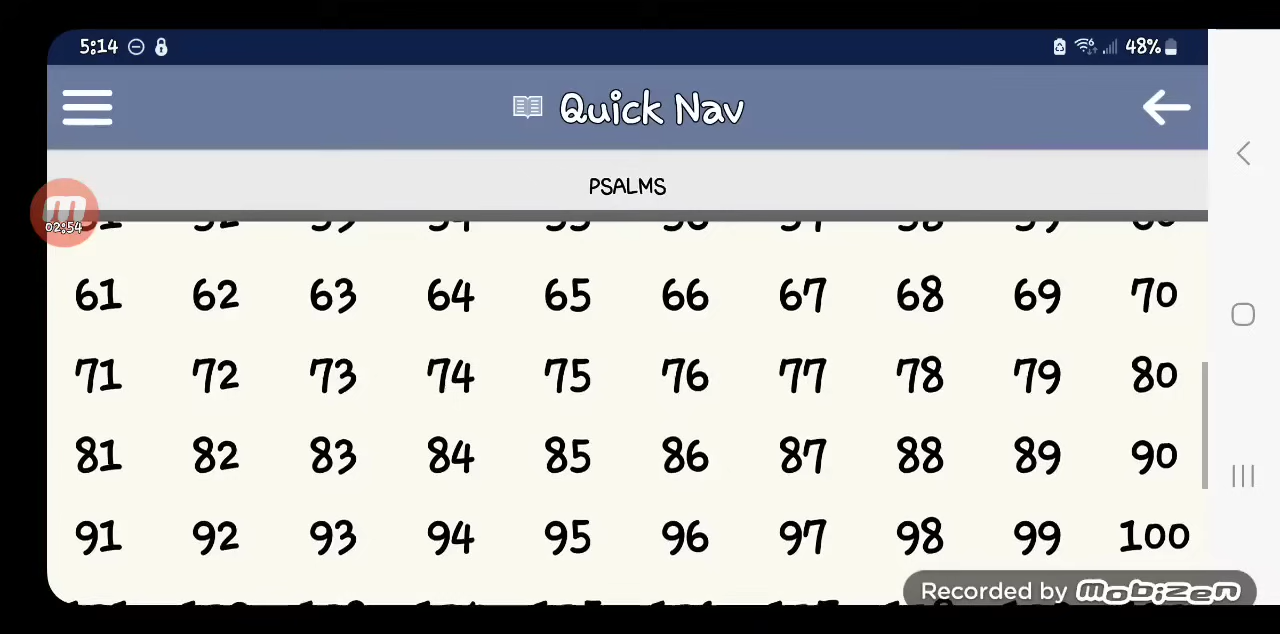 5:14 48%
Quick Nav
PSALMS
02:54
61 62 63 64 65 66 67 68 69 70
71 72 73 74 75 76 77 78 79 80
81 82 83 84 85 86 87 88 89 90
91 92 93 94 95 96 97 98 99 100
Recorded by mobizen